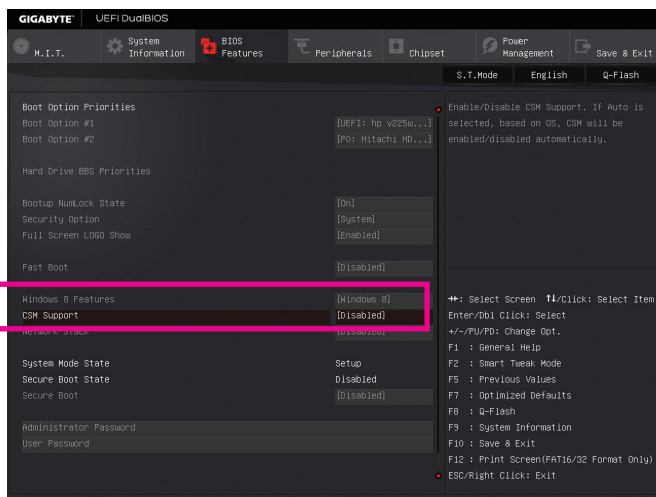 GIGABYTE™ UEFI DualBIOS
M.I.T.
System Information
BIOS Features
Peripherals
Chipset
Power Management
Save & Exit
S.T.Mode English Q-Flash
Boot Option Priorities
Boot Option #1 [UEFI: hp v225w...]
Boot Option #2 [P0: Hitachi HD...]
Hard Drive BBS Priorities
Bootup NumLock State [On]
Security Option [System]
Full Screen LOGO Show [Enabled]
Fast Boot [Disabled]
Windows 8 Features [Windows 8]
CSM Support [Disabled]
Network Stack [Disabled]
System Mode State Setup
Secure Boot State Disabled
Secure Boot [Disabled]
Administrator Password
User Password
Enable/Disable CSM Support. If Auto is
selected, based on OS, CSM will be
enabled/disabled automatically.
→←: Select Screen ↑↓/Click: Select Item
Enter/Dbl Click: Select
+/-/PU/PD: Change Opt.
F1 : General Help
F2 : Smart Tweak Mode
F5 : Previous Values
F7 : Optimized Defaults
F8 : Q-Flash
F9 : System Information
F10 : Save & Exit
F12 : Print Screen(FAT16/32 Format Only)
ESC/Right Click: Exit